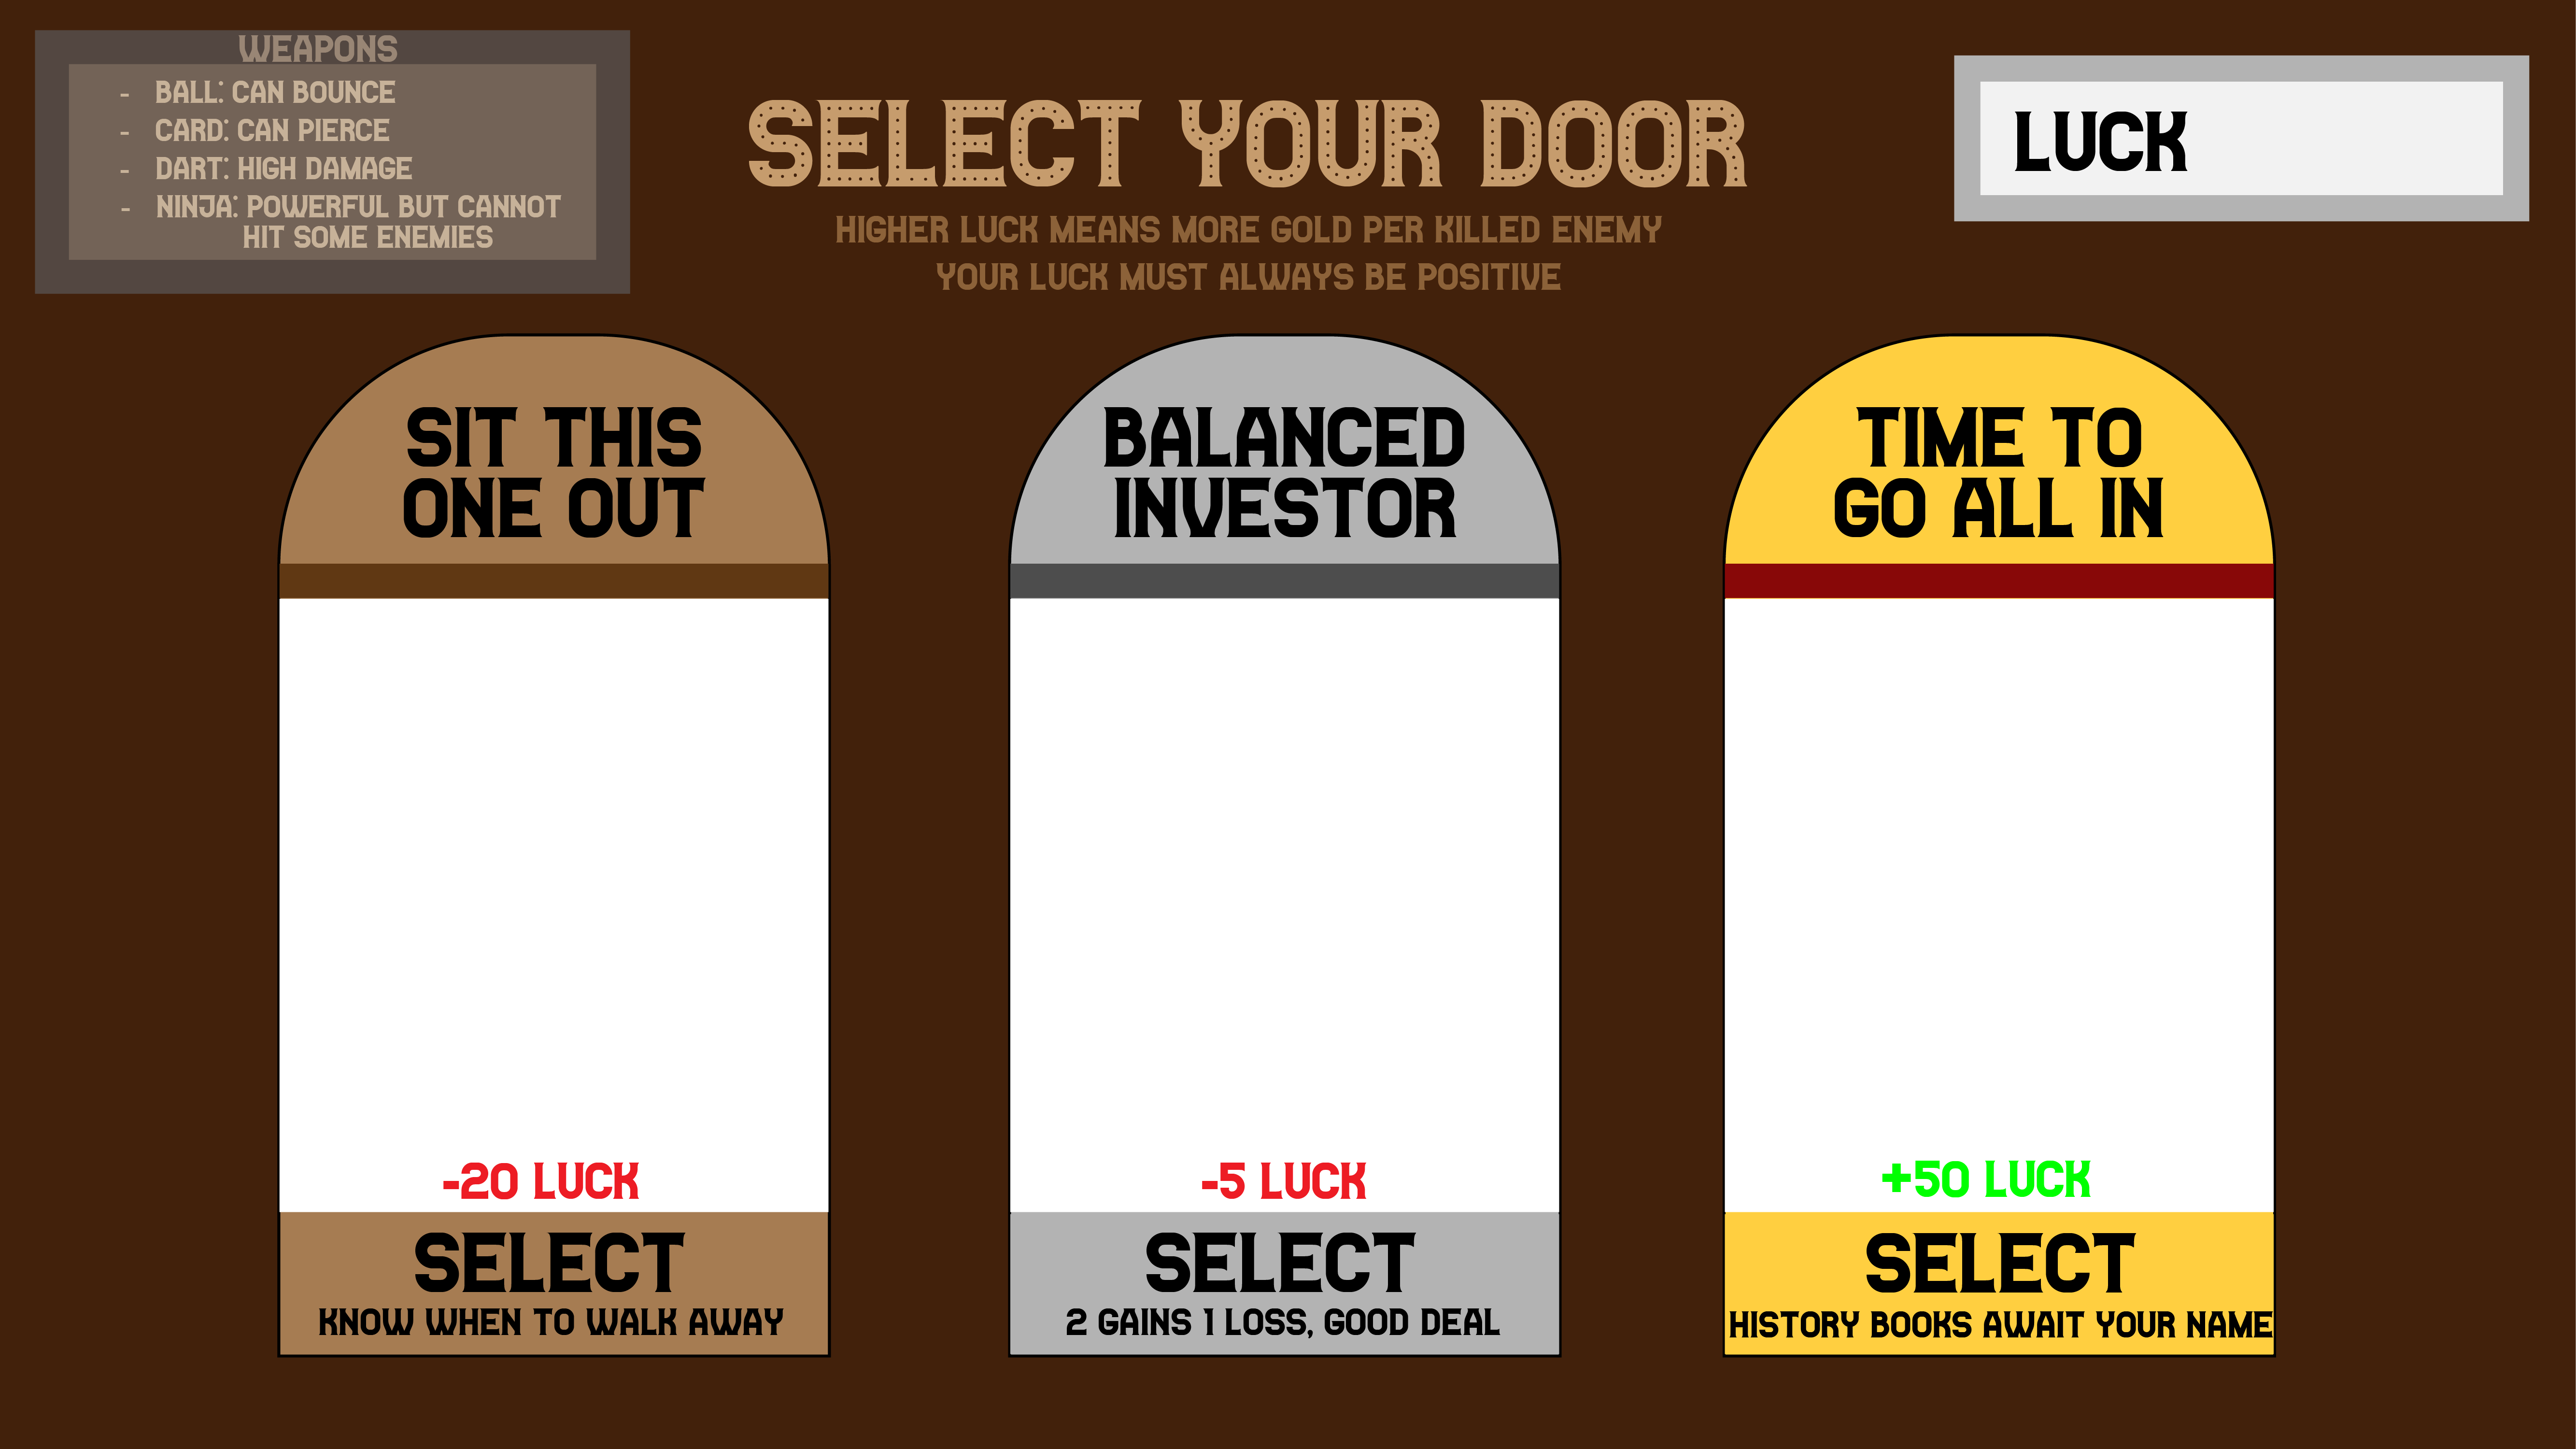 WEAPONS
- BALL: CAN BOUNCE
- CARD: CAN PIERCE
- DART: HIGH DAMAGE
- NINJA: POWERFUL BUT CANNOT
HIT SOME ENEMIES
SELECT YOUR DOOR
HIGHER LUCK MEANS MORE GOLD PER KILLED ENEMY
YOUR LUCK MUST ALWAYS BE POSITIVE
LUCK
SIT THIS
ONE OUT
-20 LUCK
SELECT
KNOW WHEN TO WALK AWAY
BALANCED
INVESTOR
-5 LUCK
SELECT
2 GAINS 1 LOSS, GOOD DEAL
TIME TO
GO ALL IN
+50 LUCK
SELECT
HISTORY BOOKS AWAIT YOUR NAME